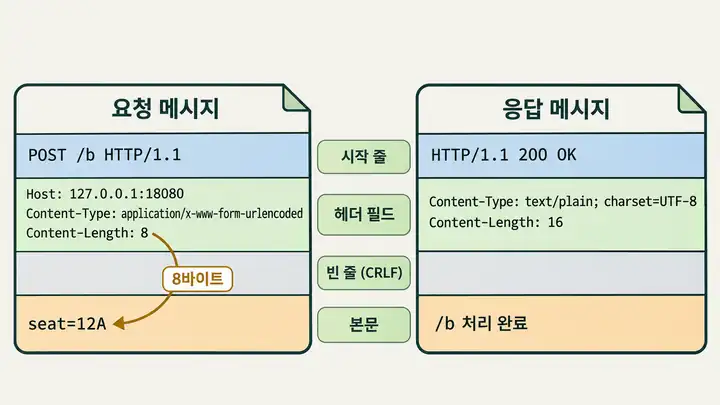 요청 메시지
POST /b HTTP/1.1
Host: 127.0.0.1:18080
Content-Type: application/x-www-form-urlencoded
Content-Length: 8
8바이트
seat=12A
시작 줄
헤더 필드
빈 줄 (CRLF)
본문
응답 메시지
HTTP/1.1 200 OK
Content-Type: text/plain; charset=UTF-8
Content-Length: 16
/b 처리 완료